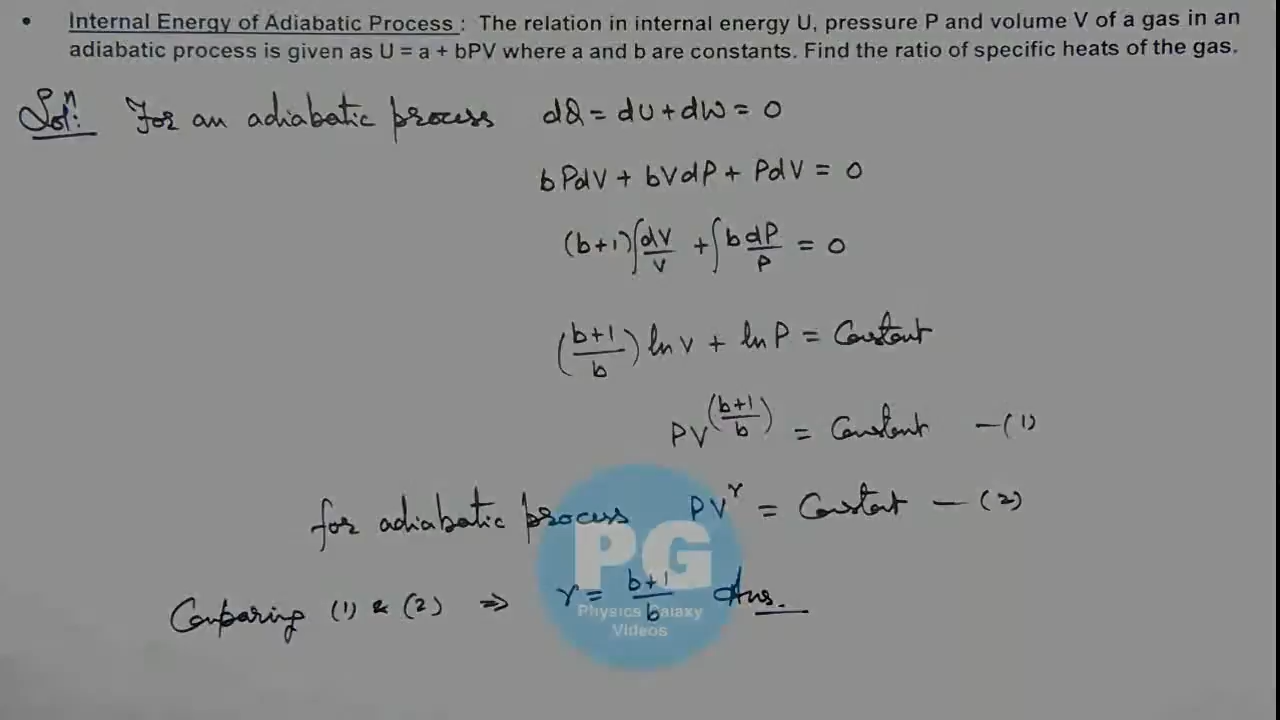 • Internal Energy of Adiabatic Process : The relation in internal energy U, pressure P and volume V of a gas in an
adiabatic process is given as U = a + bPV where a and b are constants. Find the ratio of specific heats of the gas.
Solⁿ: For an adiabatic process dQ = dU + dW = 0
bPdV + bVdP + PdV = 0
(b+1)∫dV/V + ∫b dP/P = 0
((b+1)/b) ln V + ln P = Constant
PV^((b+1)/b) = Constant —(1)
for adiabatic process PV^γ = Constat —(2)
Comparing (1) & (2) ⇒ γ = (b+1)/b Ans.
PG
Physics Galaxy
Videos